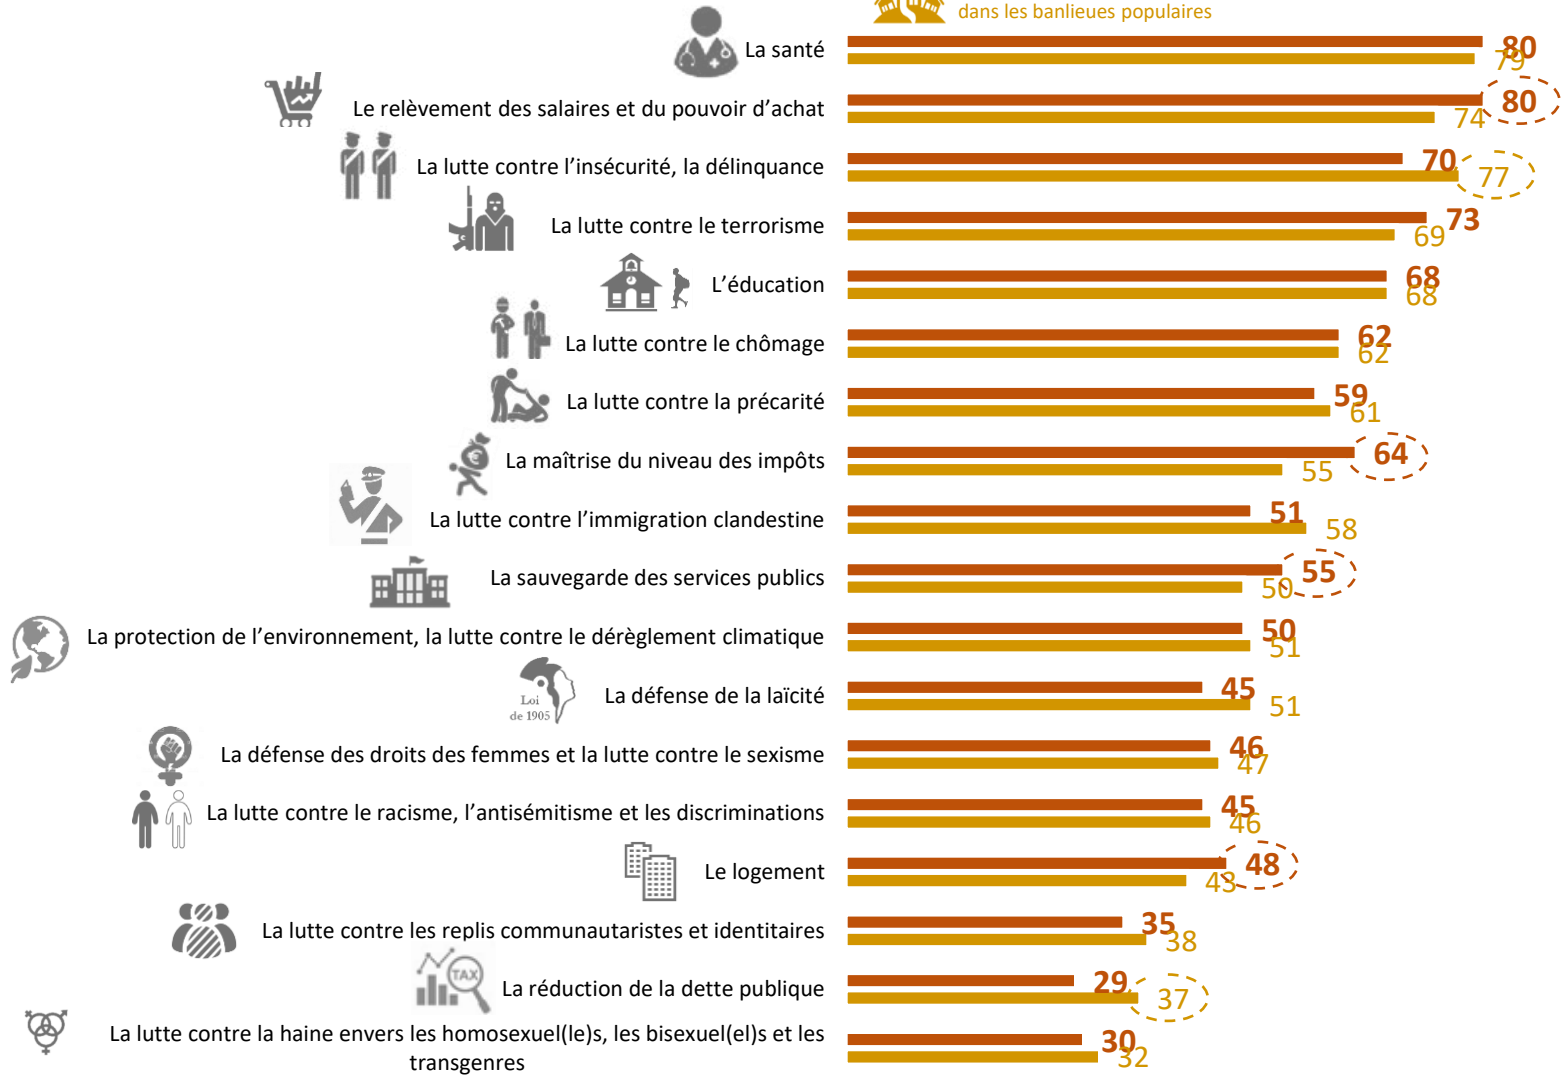 dans les banlieues populaires
La santé 80
79
Le relèvement des salaires et du pouvoir d’achat 80
74
La lutte contre l’insécurité, la délinquance 70
77
La lutte contre le terrorisme 73
69
L’éducation 68
68
La lutte contre le chômage 62
62
La lutte contre la précarité 59
61
€
La maîtrise du niveau des impôts 64
55
La lutte contre l’immigration clandestine 51
58
La sauvegarde des services publics 55
50
La protection de l’environnement, la lutte contre le dérèglement climatique 50
51
Loi
de 1905
La défense de la laïcité 45
51
La défense des droits des femmes et la lutte contre le sexisme 46
47
La lutte contre le racisme, l’antisémitisme et les discriminations 45
46
Le logement 48
43
La lutte contre les replis communautaristes et identitaires 35
38
TAX
La réduction de la dette publique 29
37
La lutte contre la haine envers les homosexuel(le)s, les bisexuel(el)s et les
transgenres
30
32